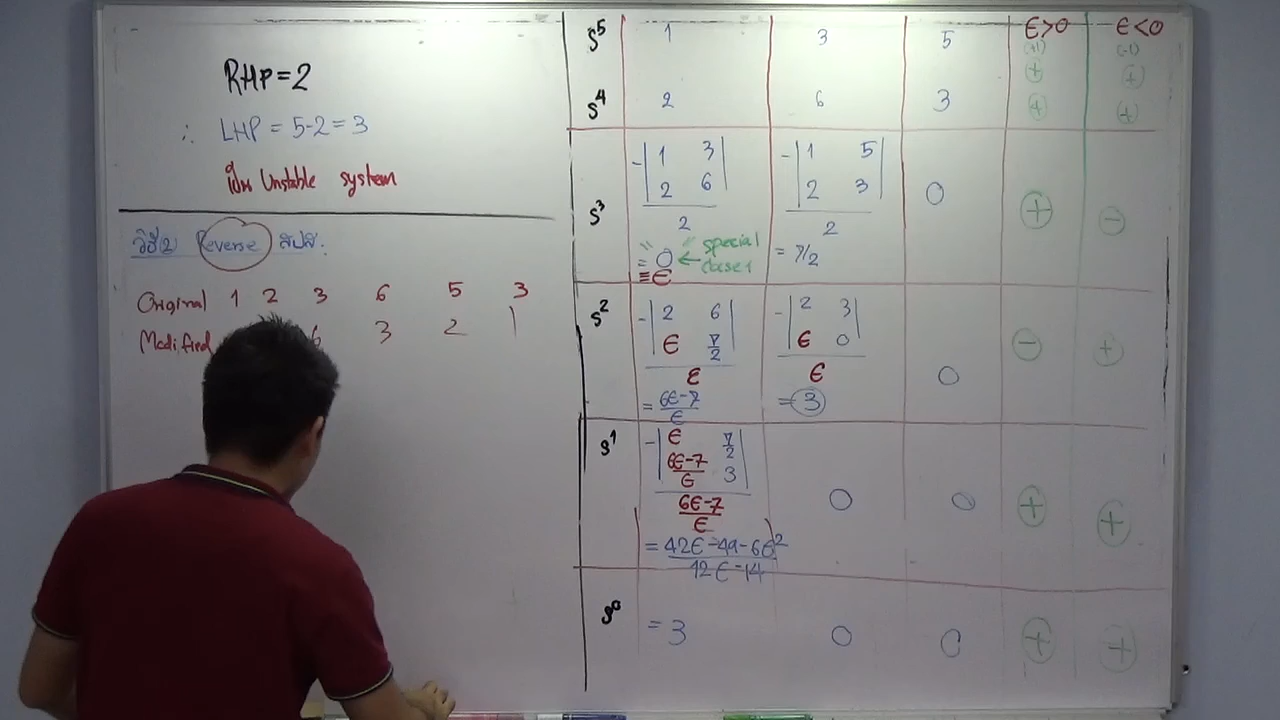 RHP = 2
∴ LHP = 5-2 = 3
เป็น Unstable system
วิธี(2) Reverse สปส.
Original 1 2 3 6 5 3
Modified 6 3 2 1
S⁵ 1 3 5 ϵ>0 ϵ<0
(+1) (-1)
+ +
S⁴ 2 6 3 + +
-|1 3| -|1 5|
|2 6| |2 3| 0
S³ + -
2 2
= 0 ← special = 7/2
case 1
≡ϵ
S² -|2 6| -|2 3|
|ϵ 7/2| |ϵ 0| - +
ϵ ϵ 0
= 6ϵ-7/ϵ = 3
S¹ -|ϵ 7/2|
|6ϵ-7/ϵ 3|
6ϵ-7/ϵ 0 0 + +
= 42ϵ-49-6ϵ²/12ϵ-14
S⁰ = 3 0 0 + +